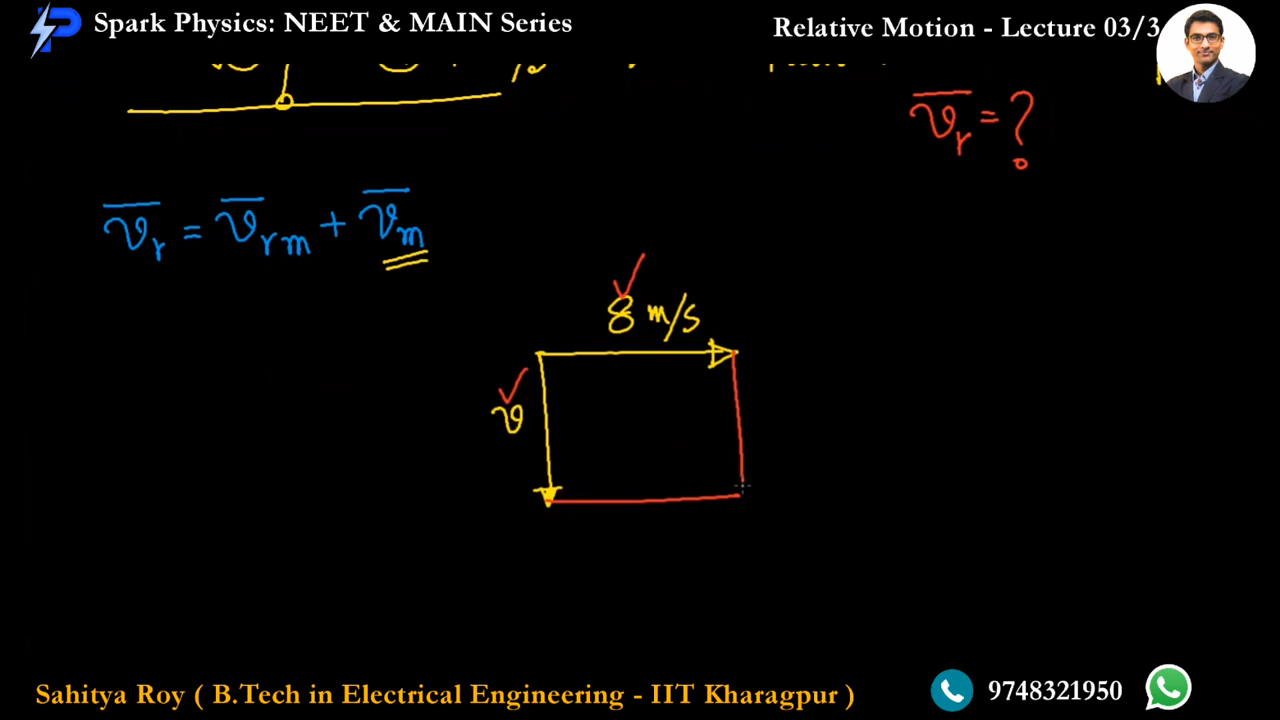 Spark Physics: NEET & MAIN Series
Relative Motion - Lecture 03/3
v̄r = ?
v̄r = v̄rm + v̄m
8 m/s
v
Sahitya Roy ( B.Tech in Electrical Engineering - IIT Kharagpur )
9748321950